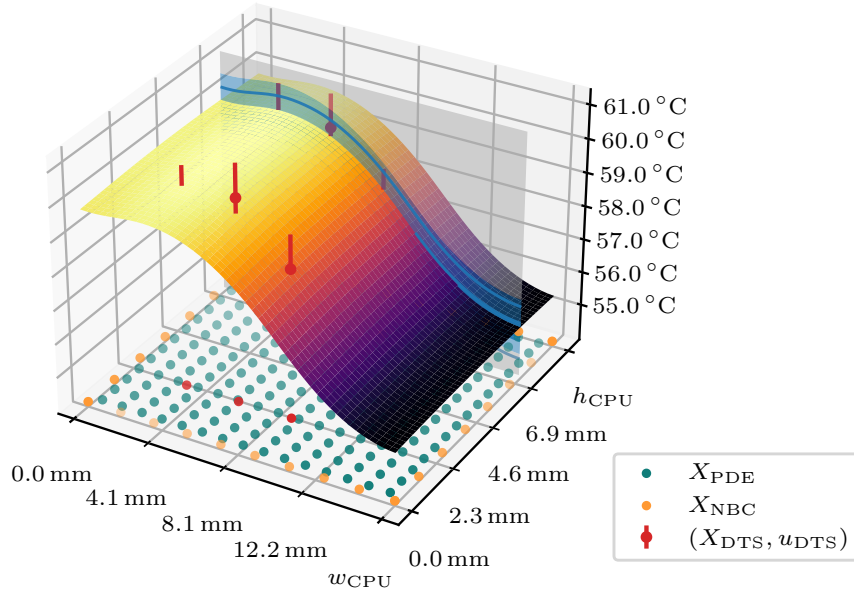 61.0 °C
60.0 °C
59.0 °C
58.0 °C
57.0 °C
56.0 °C
55.0 °C
h_CPU
6.9 mm
4.6 mm
2.3 mm
0.0 mm
0.0 mm
4.1 mm
8.1 mm
12.2 mm
w_CPU
X_PDE
X_NBC
(X_DTS, u_DTS)